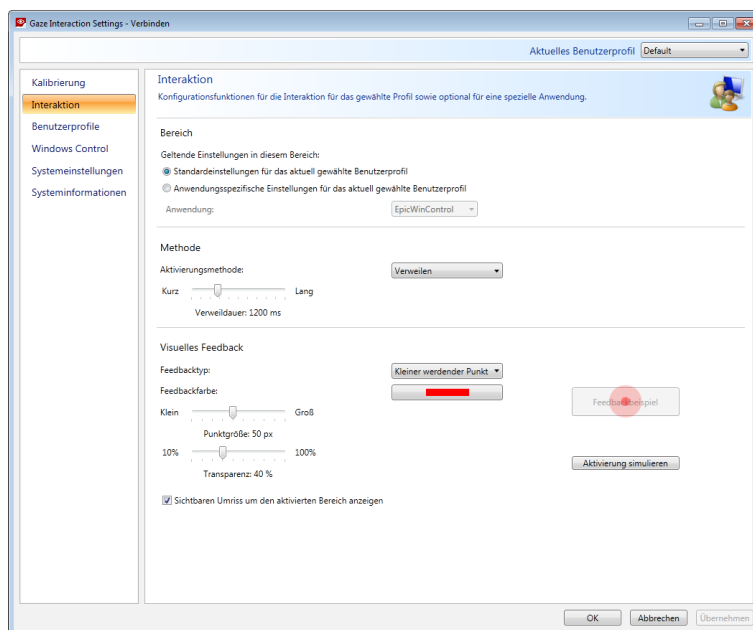 Gaze Interaction Settings - Verbinden
Aktuelles Benutzerprofil Default
Kalibrierung
Interaktion
Benutzerprofile
Windows Control
Systemeinstellungen
Systeminformationen
Interaktion
Konfigurationsfunktionen für die Interaktion für das gewählte Profil sowie optional für eine spezielle Anwendung.
Bereich
Geltende Einstellungen in diesem Bereich:
Standardeinstellungen für das aktuell gewählte Benutzerprofil
Anwendungsspezifische Einstellungen für das aktuell gewählte Benutzerprofil
Anwendung: EpicWinControl
Methode
Aktivierungsmethode: Verweilen
Kurz Lang
Verweildauer: 1200 ms
Visuelles Feedback
Feedbacktyp: Kleiner werdender Punkt
Feedbackfarbe:
Feedbackbeispiel
Klein Groß
Punktgröße: 50 px
10% 100%
Transparenz: 40 %
Aktivierung simulieren
Sichtbaren Umriss um den aktivierten Bereich anzeigen
OK Abbrechen Übernehmen